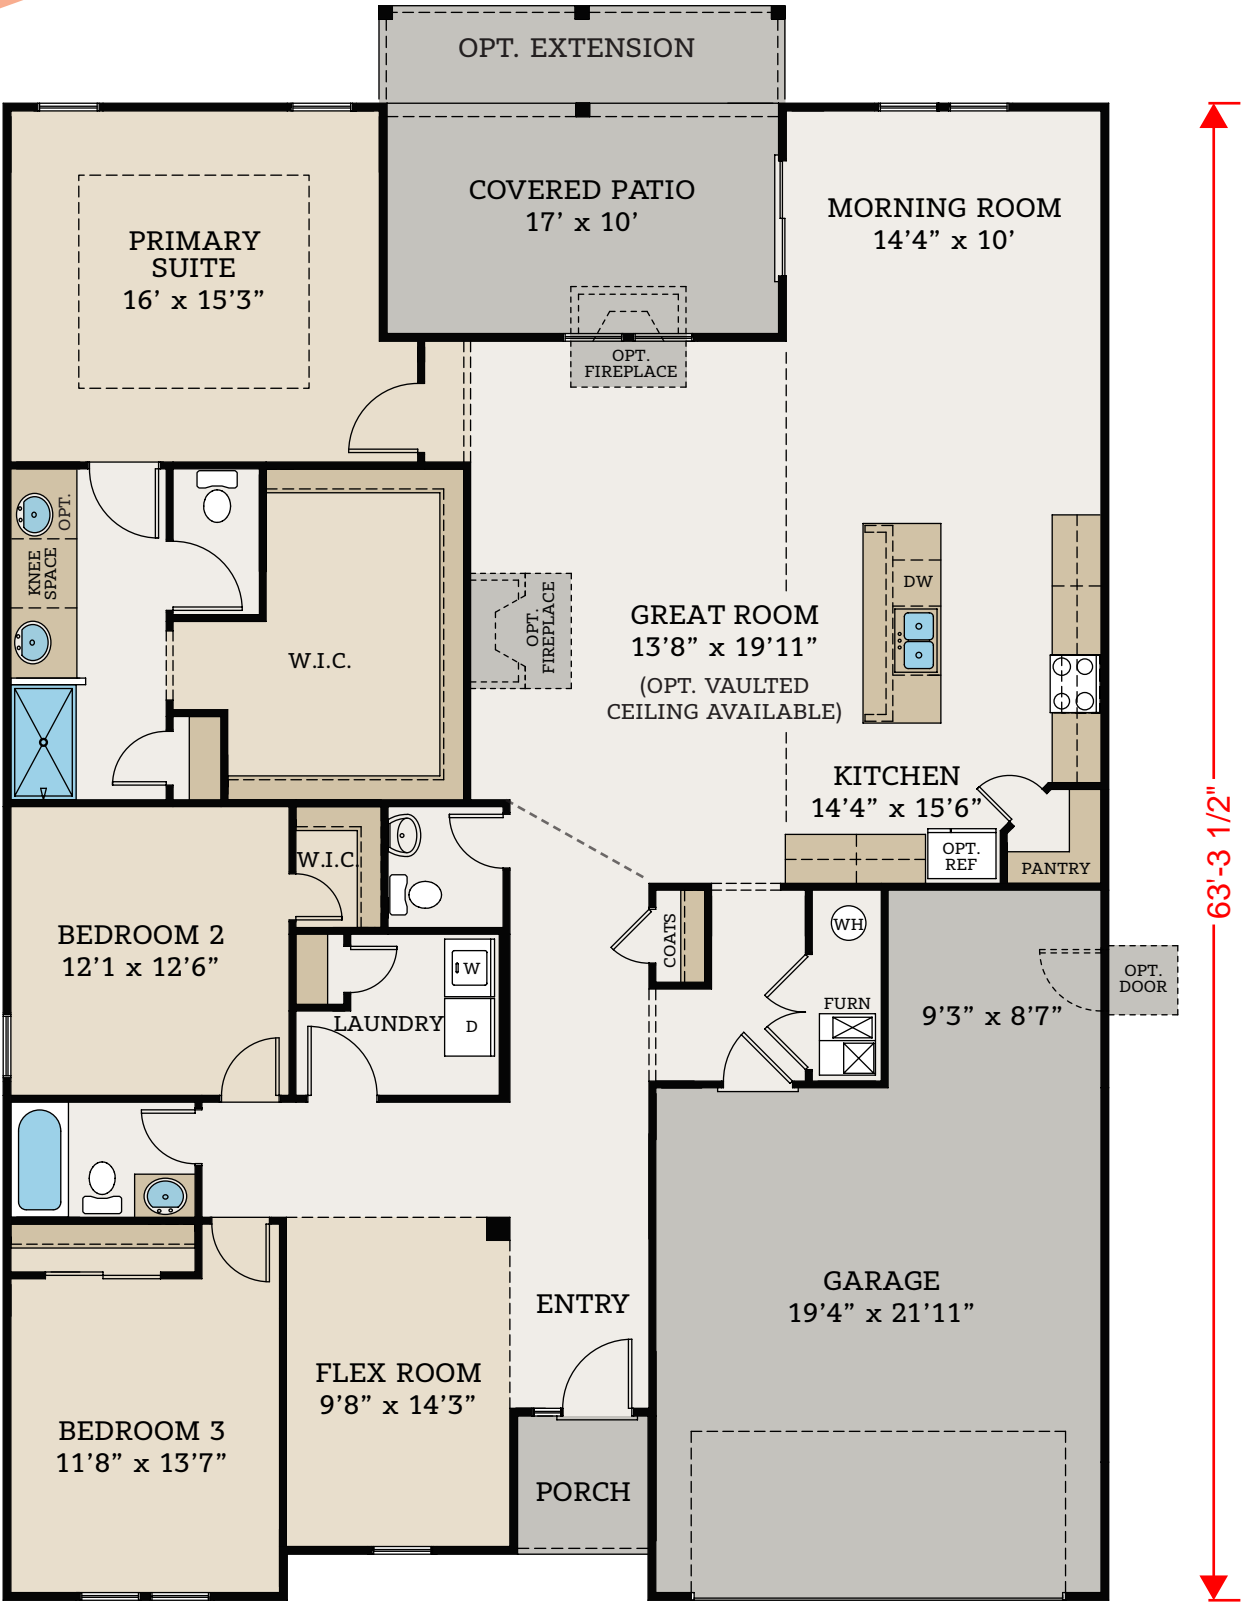 OPT. EXTENSION
COVERED PATIO
17’ x 10’
MORNING ROOM
14’4” x 10’
PRIMARY
SUITE
16’ x 15’3”
OPT.
FIREPLACE
OPT.
KNEE
SPACE
W.I.C.
OPT.
FIREPLACE
GREAT ROOM
13’8” x 19’11”
(OPT. VAULTED
CEILING AVAILABLE)
DW
KITCHEN
14’4” x 15’6”
OPT.
REF
PANTRY
63'-3 1/2"
W.I.C.
BEDROOM 2
12’1 x 12’6”
COATS
WH
FURN
W
D
LAUNDRY
9’3” x 8’7”
OPT.
DOOR
GARAGE
19’4” x 21’11”
ENTRY
FLEX ROOM
9’8” x 14’3”
BEDROOM 3
11’8” x 13’7”
PORCH